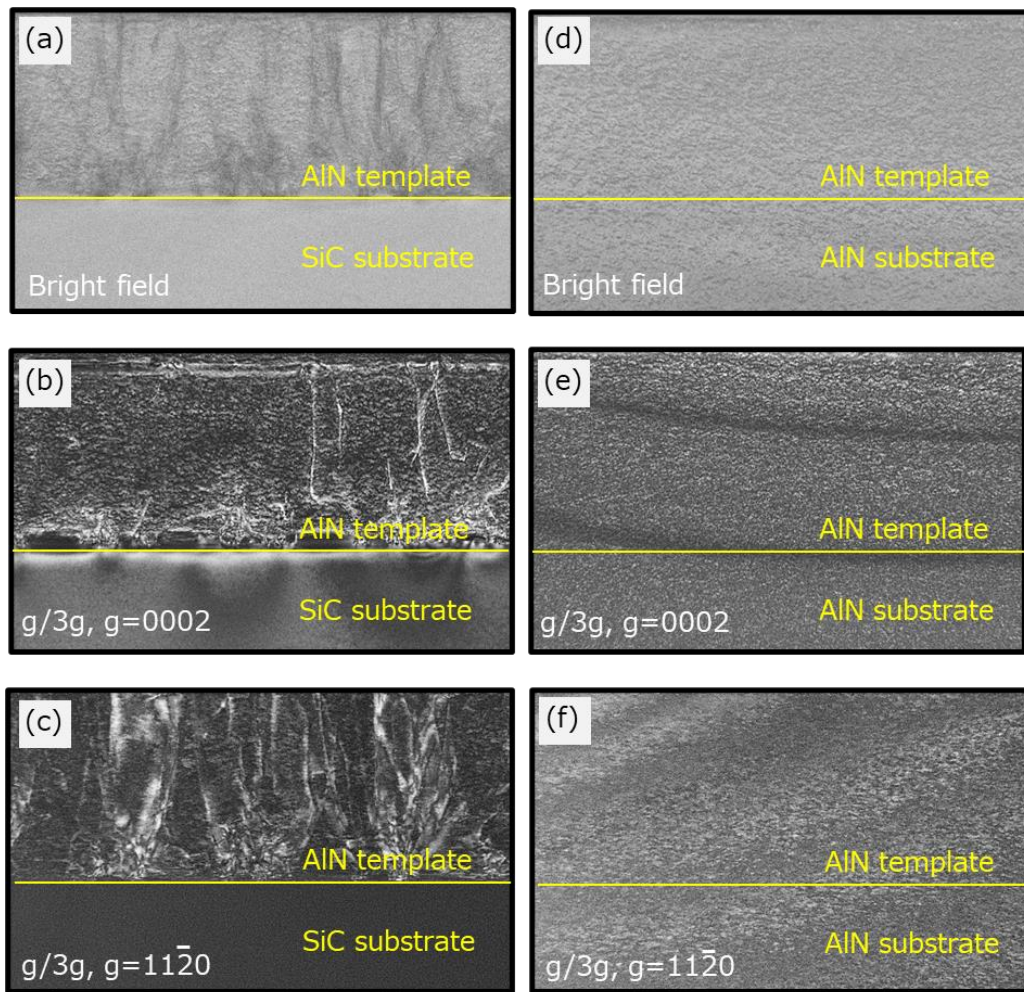 (a)
AlN template
SiC substrate
Bright field
(b)
AlN template
SiC substrate
g/3g, g=0002
(c)
AlN template
SiC substrate
g/3g, g=112̄0
(d)
AlN template
AlN substrate
Bright field
(e)
AlN template
AlN substrate
g/3g, g=0002
(f)
AlN template
AlN substrate
g/3g, g=112̄0